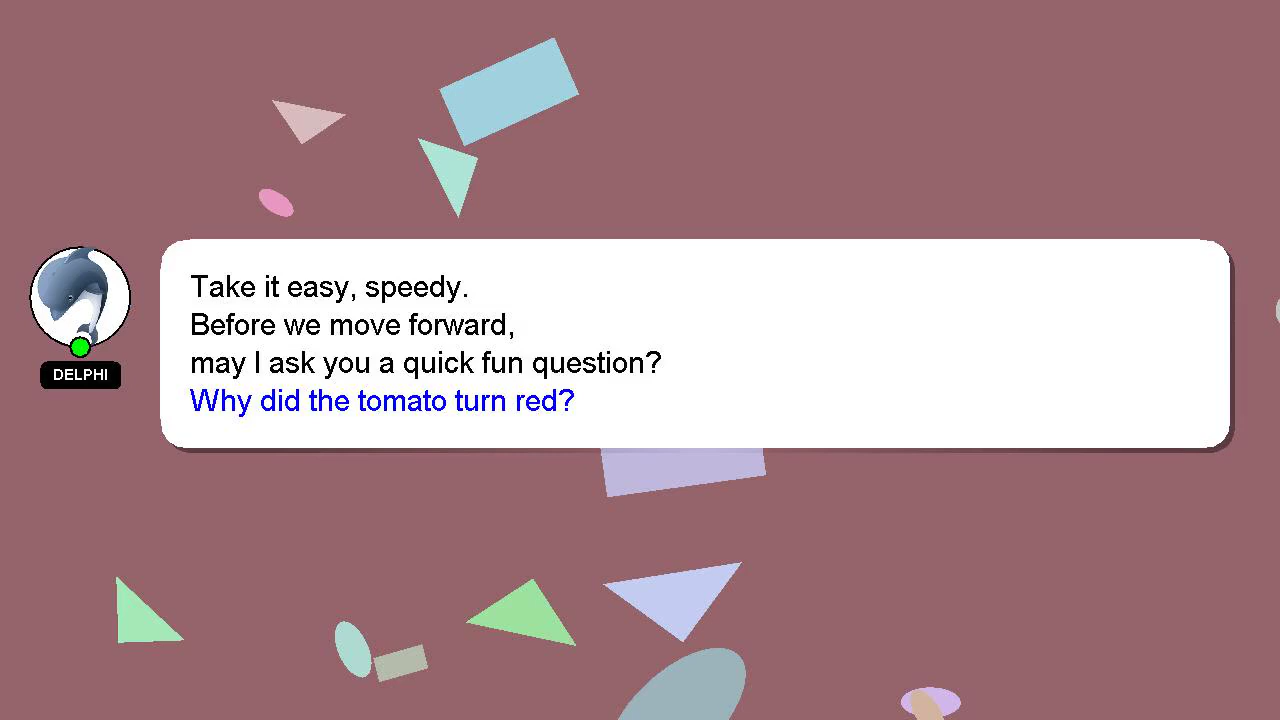 Take it easy, speedy.
Before we move forward,
may I ask you a quick fun question?
Why did the tomato turn red?
DELPHI